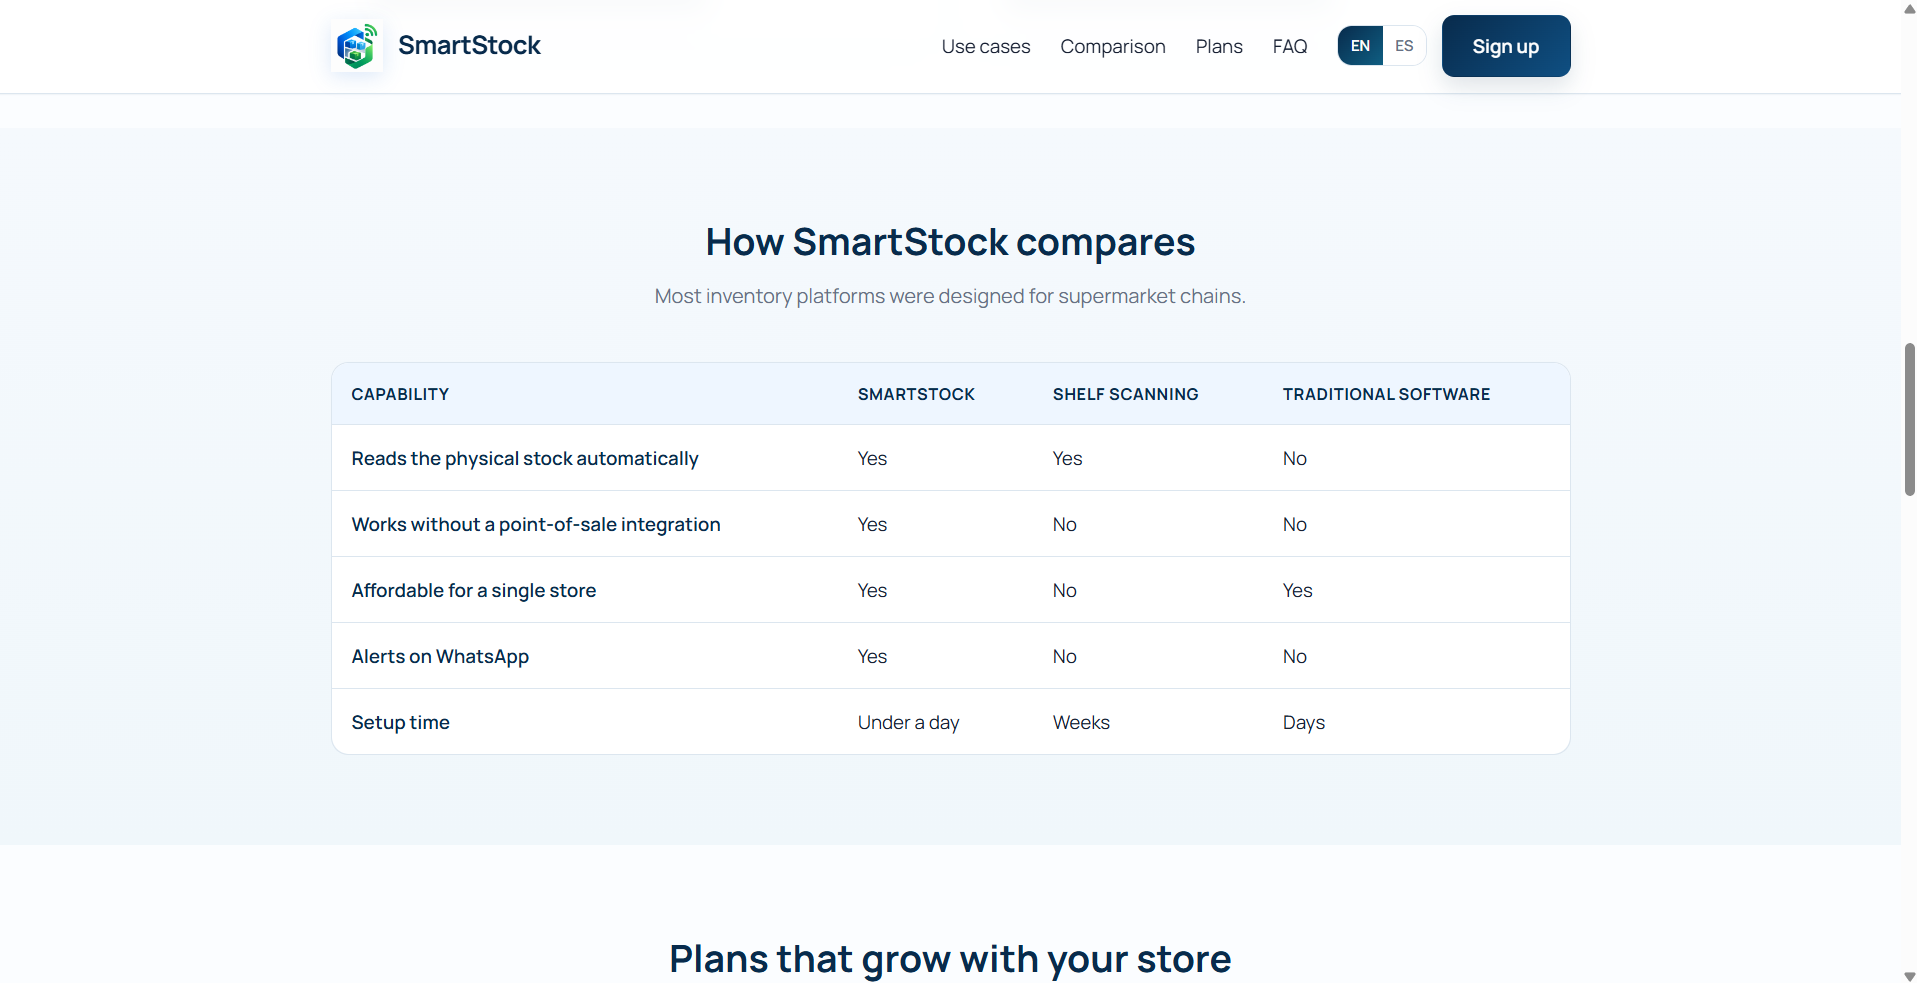 SmartStock
Use cases Comparison Plans FAQ EN ES Sign up
How SmartStock compares
Most inventory platforms were designed for supermarket chains.
CAPABILITY SMARTSTOCK SHELF SCANNING TRADITIONAL SOFTWARE
Reads the physical stock automatically Yes Yes No
Works without a point-of-sale integration Yes No No
Affordable for a single store Yes No Yes
Alerts on WhatsApp Yes No No
Setup time Under a day Weeks Days
Plans that grow with your store